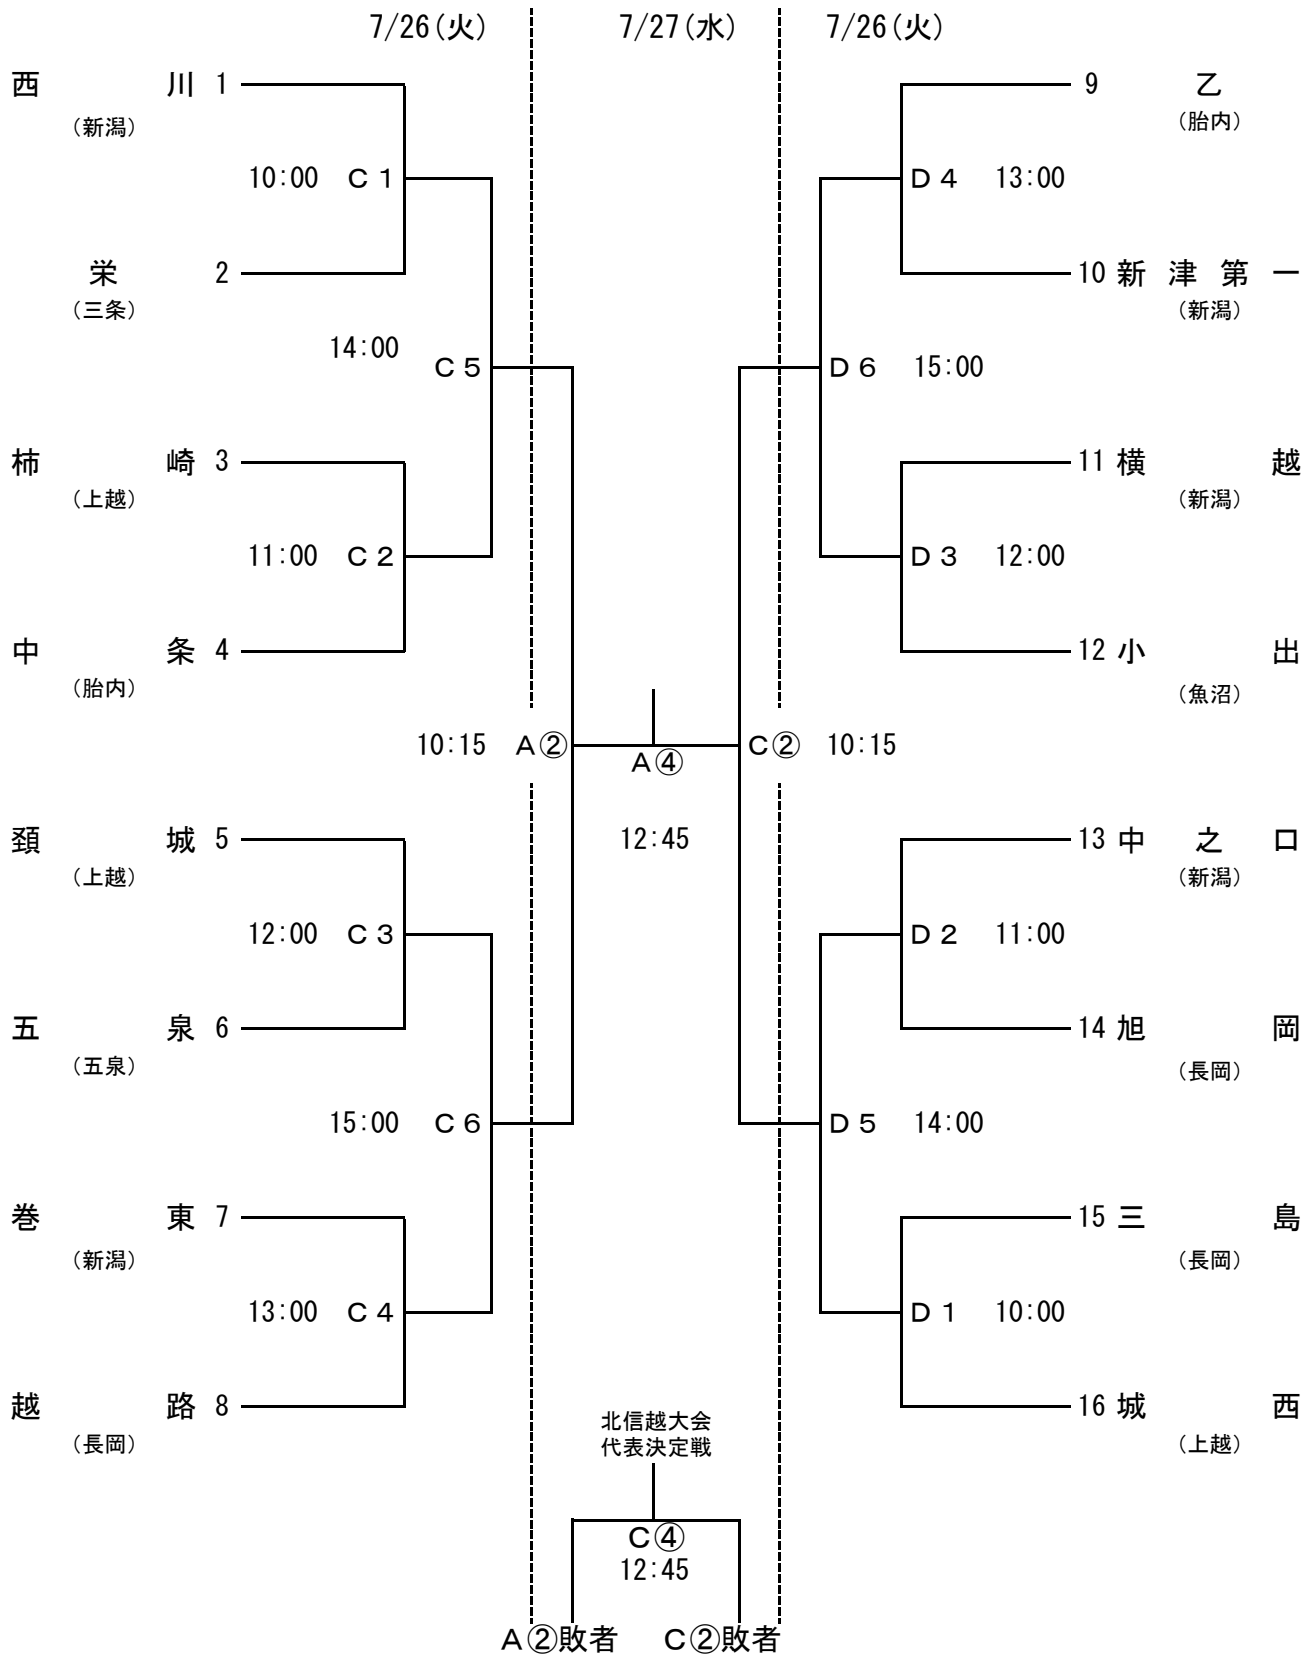 7/26(火) 7/27(水) 7/26(火)
西川 1 9 乙
(新潟) (胎内)
10:00 C1 D4 13:00
栄 2 10 新津第一
(三条) (新潟)
14:00 C5 D6 15:00
柿崎 3 11 横越
(上越) (新潟)
11:00 C2 D3 12:00
中条 4 12 小出
(胎内) (魚沼)
10:15 A② A④ C② 10:15
頚城 5 12:45 13 中之口
(上越) (新潟)
12:00 C3 D2 11:00
五泉 6 14 旭岡
(五泉) (長岡)
15:00 C6 D5 14:00
巻東 7 15 三島
(新潟) (長岡)
13:00 C4 D1 10:00
越路 8 16 城西
(長岡) (上越)
北信越大会
代表決定戦
C④
12:45
A②敗者 C②敗者